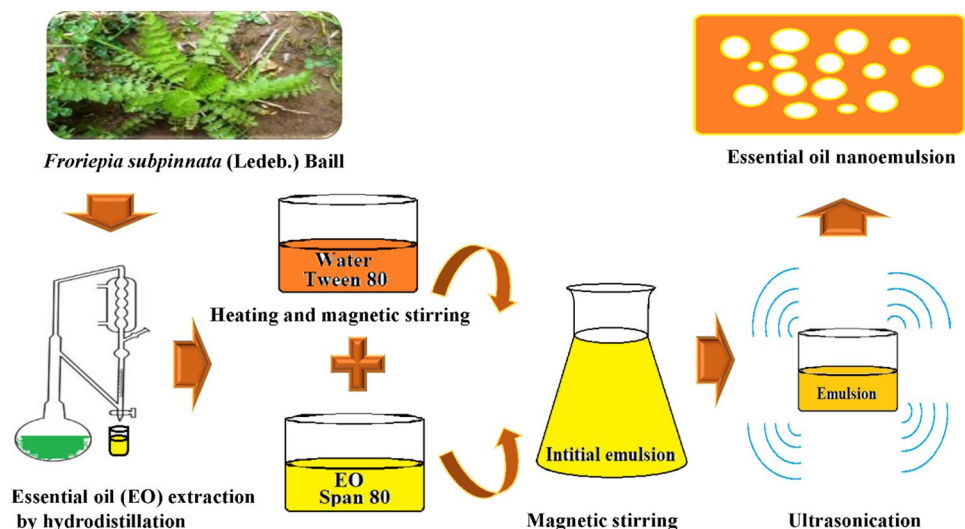 Froriepia subpinnata (Ledeb.) Baill
Essential oil nanoemulsion
Water
Tween 80
Heating and magnetic stirring
EO
Span 80
Essential oil (EO) extraction
by hydrodistillation
Intitial emulsion
Magnetic stirring
Emulsion
Ultrasonication